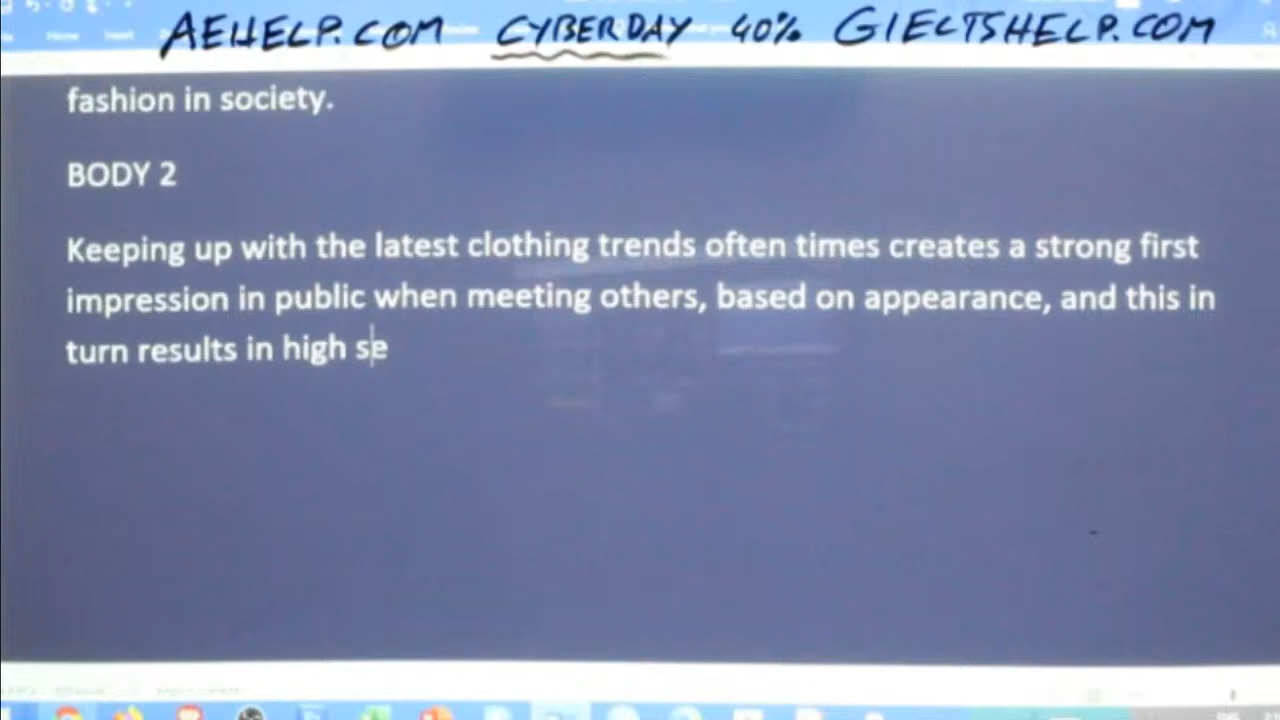 AEHELP.COM CYBERDAY 40% GIELTSHELP.COM
Home Insert
fashion in society.
BODY 2
Keeping up with the latest clothing trends often times creates a strong first
impression in public when meeting others, based on appearance, and this in
turn results in high se